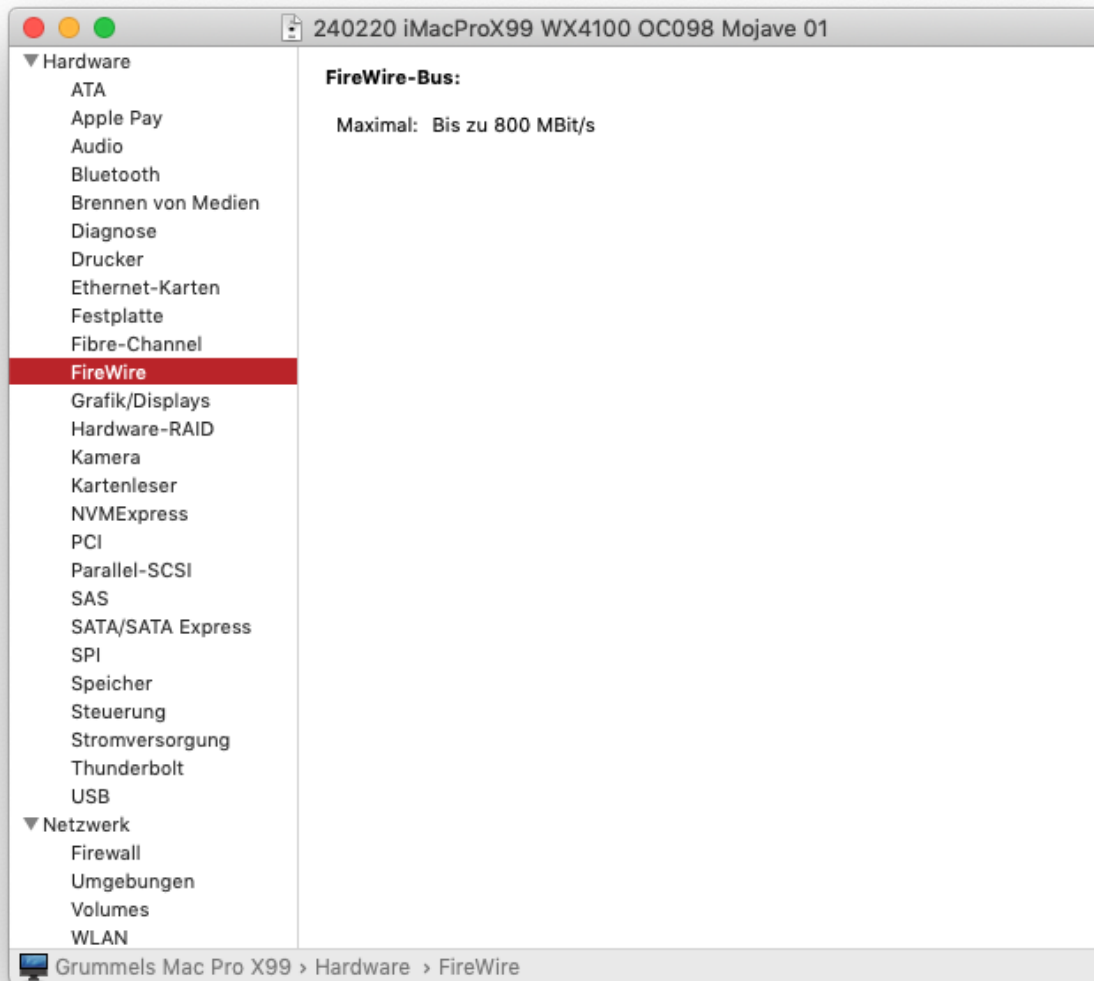 240220 iMacProX99 WX4100 OC098 Mojave 01
Hardware
ATA
Apple Pay
Audio
Bluetooth
Brennen von Medien
Diagnose
Drucker
Ethernet-Karten
Festplatte
Fibre-Channel
FireWire
Grafik/Displays
Hardware-RAID
Kamera
Kartenleser
NVMExpress
PCI
Parallel-SCSI
SAS
SATA/SATA Express
SPI
Speicher
Steuerung
Stromversorgung
Thunderbolt
USB
Netzwerk
Firewall
Umgebungen
Volumes
WLAN
FireWire-Bus:
Maximal: Bis zu 800 MBit/s
Grummels Mac Pro X99 › Hardware › FireWire